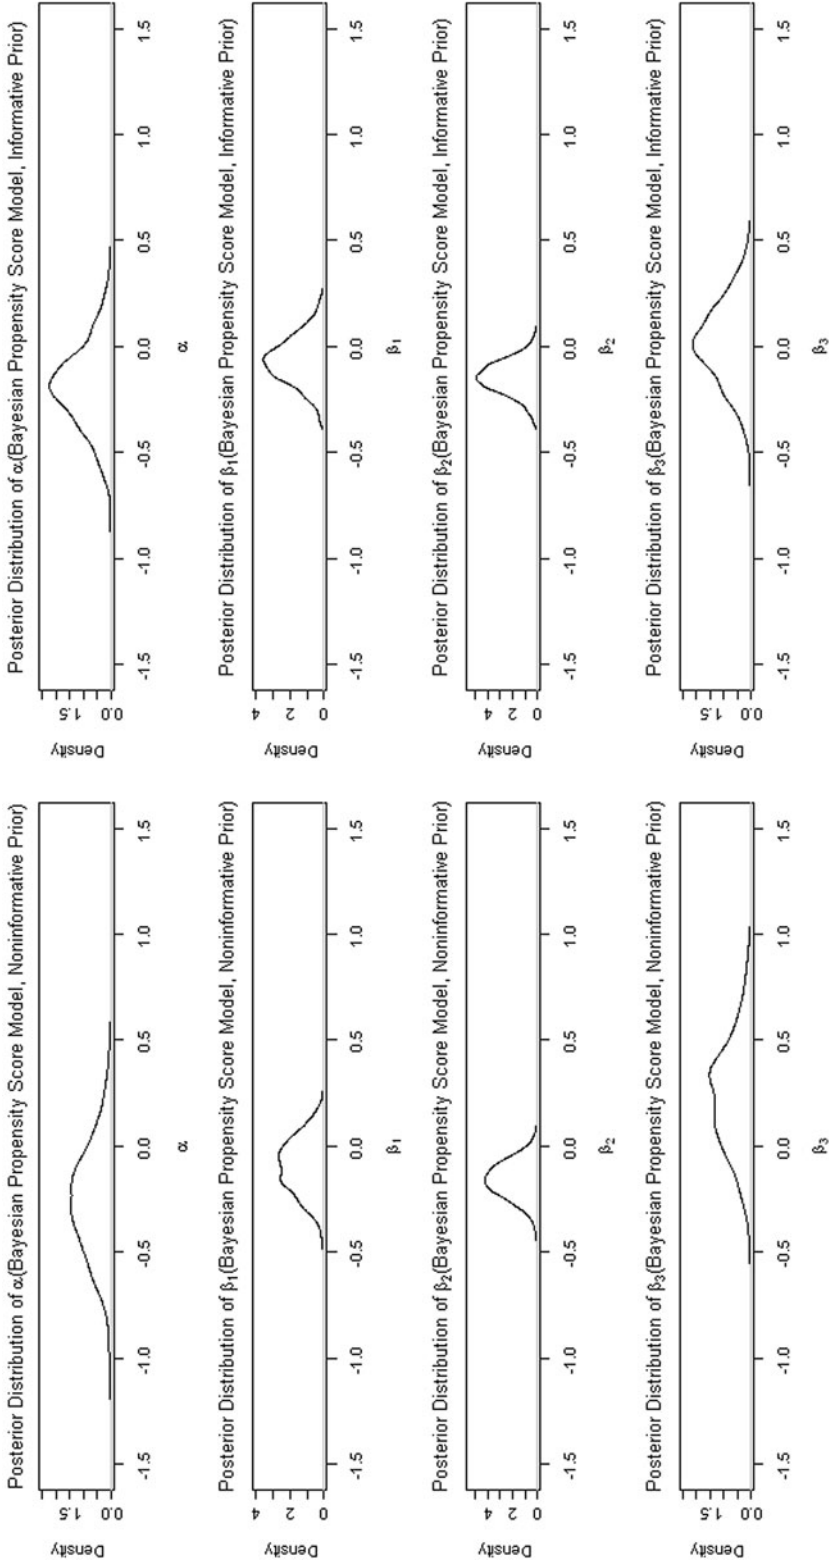 Posterior Distribution of α(Bayesian Propensity Score Model, Noninformative Prior)
Density
0.0 1.5
-1.5 -1.0 -0.5 0.0 0.5 1.0 1.5
α
Posterior Distribution of α(Bayesian Propensity Score Model, Informative Prior)
Density
0.0 1.5
-1.5 -1.0 -0.5 0.0 0.5 1.0 1.5
α
Posterior Distribution of β1(Bayesian Propensity Score Model, Noninformative Prior)
Density
0 2 4
-1.5 -1.0 -0.5 0.0 0.5 1.0 1.5
β1
Posterior Distribution of β1(Bayesian Propensity Score Model, Informative Prior)
Density
0 2 4
-1.5 -1.0 -0.5 0.0 0.5 1.0 1.5
β1
Posterior Distribution of β2(Bayesian Propensity Score Model, Noninformative Prior)
Density
0 2 4
-1.5 -1.0 -0.5 0.0 0.5 1.0 1.5
β2
Posterior Distribution of β2(Bayesian Propensity Score Model, Informative Prior)
Density
0 2 4
-1.5 -1.0 -0.5 0.0 0.5 1.0 1.5
β2
Posterior Distribution of β3(Bayesian Propensity Score Model, Noninformative Prior)
Density
0.0 1.5
-1.5 -1.0 -0.5 0.0 0.5 1.0 1.5
β3
Posterior Distribution of β3(Bayesian Propensity Score Model, Informative Prior)
Density
0.0 1.5
-1.5 -1.0 -0.5 0.0 0.5 1.0 1.5
β3